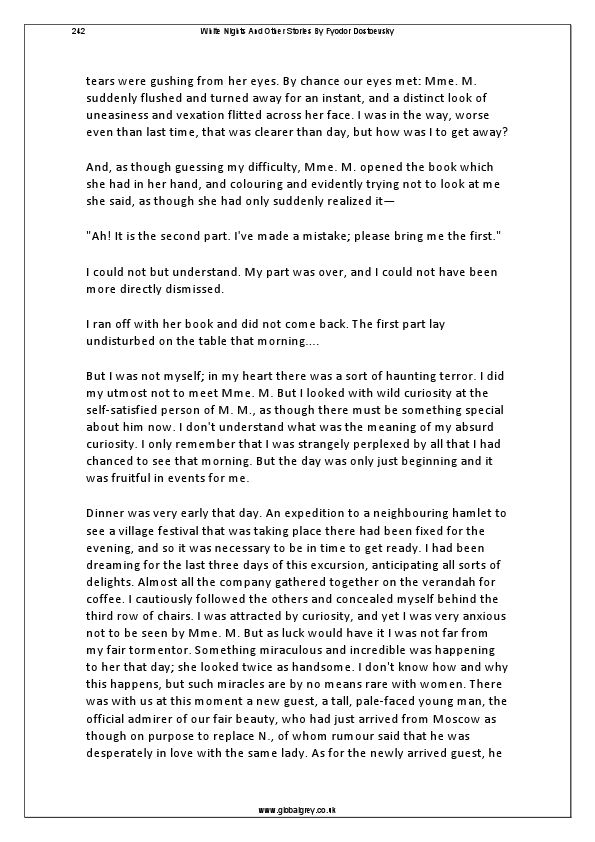 242 White Nights And Other Stories By Fyodor Dostoevsky
tears were gushing from her eyes. By chance our eyes met: Mme. M.
suddenly flushed and turned away for an instant, and a distinct look of
uneasiness and vexation flitted across her face. I was in the way, worse
even than last time, that was clearer than day, but how was I to get away?
And, as though guessing my difficulty, Mme. M. opened the book which
she had in her hand, and colouring and evidently trying not to look at me
she said, as though she had only suddenly realized it—
"Ah! It is the second part. I've made a mistake; please bring me the first."
I could not but understand. My part was over, and I could not have been
more directly dismissed.
I ran off with her book and did not come back. The first part lay
undisturbed on the table that morning....
But I was not myself; in my heart there was a sort of haunting terror. I did
my utmost not to meet Mme. M. But I looked with wild curiosity at the
self-satisfied person of M. M., as though there must be something special
about him now. I don't understand what was the meaning of my absurd
curiosity. I only remember that I was strangely perplexed by all that I had
chanced to see that morning. But the day was only just beginning and it
was fruitful in events for me.
Dinner was very early that day. An expedition to a neighbouring hamlet to
see a village festival that was taking place there had been fixed for the
evening, and so it was necessary to be in time to get ready. I had been
dreaming for the last three days of this excursion, anticipating all sorts of
delights. Almost all the company gathered together on the verandah for
coffee. I cautiously followed the others and concealed myself behind the
third row of chairs. I was attracted by curiosity, and yet I was very anxious
not to be seen by Mme. M. But as luck would have it I was not far from
my fair tormentor. Something miraculous and incredible was happening
to her that day; she looked twice as handsome. I don't know how and why
this happens, but such miracles are by no means rare with women. There
was with us at this moment a new guest, a tall, pale-faced young man, the
official admirer of our fair beauty, who had just arrived from Moscow as
though on purpose to replace N., of whom rumour said that he was
desperately in love with the same lady. As for the newly arrived guest, he
www.globalgrey.co.uk